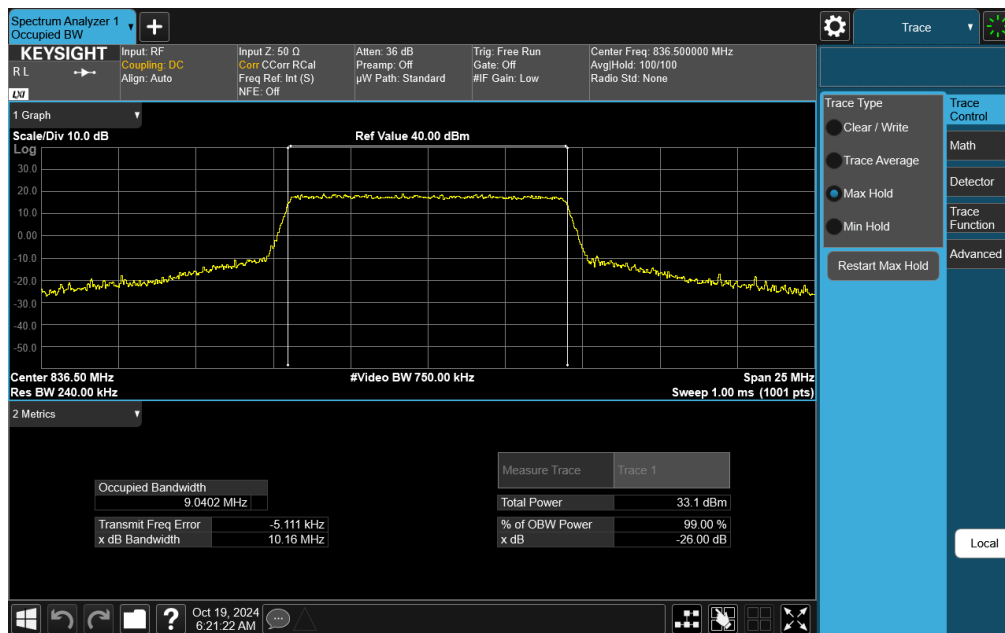 Spectrum Analyzer 1
Occupied BW
Trace
KEYSIGHT
R L
LXI
Input: RF
Coupling: DC
Align: Auto
Input Z: 50 Ω
Corr CCorr RCal
Freq Ref: Int (S)
NFE: Off
Atten: 36 dB
Preamp: Off
µW Path: Standard
Trig: Free Run
Gate: Off
#IF Gain: Low
Center Freq: 836.500000 MHz
Avg|Hold: 100/100
Radio Std: None
1 Graph
Scale/Div 10.0 dB
Ref Value 40.00 dBm
Log
30.0
20.0
10.0
0.00
-10.0
-20.0
-30.0
-40.0
-50.0
Center 836.50 MHz
#Video BW 750.00 kHz
Span 25 MHz
Res BW 240.00 kHz
Sweep 1.00 ms (1001 pts)
2 Metrics
Measure Trace
Trace 1
Occupied Bandwidth
9.0402 MHz
Total Power
33.1 dBm
Transmit Freq Error
-5.111 kHz
% of OBW Power
99.00 %
x dB Bandwidth
10.16 MHz
x dB
-26.00 dB
Trace Type
Clear / Write
Trace Average
Max Hold
Min Hold
Restart Max Hold
Trace
Control
Math
Detector
Trace
Function
Advanced
Local
?
Oct 19, 2024
6:21:22 AM